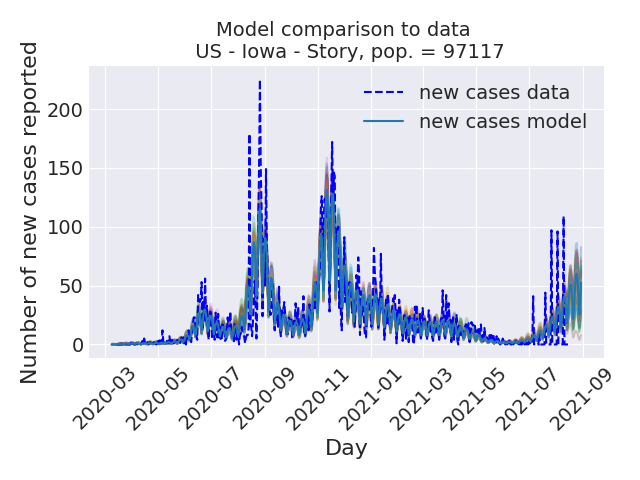 Model comparison to data
US - Iowa - Story, pop. = 97117
Number of new cases reported
200
150
100
50
0
new cases data
new cases model
2020-03
2020-05
2020-07
2020-09
2020-11
2021-01
2021-03
2021-05
2021-07
2021-09
Day